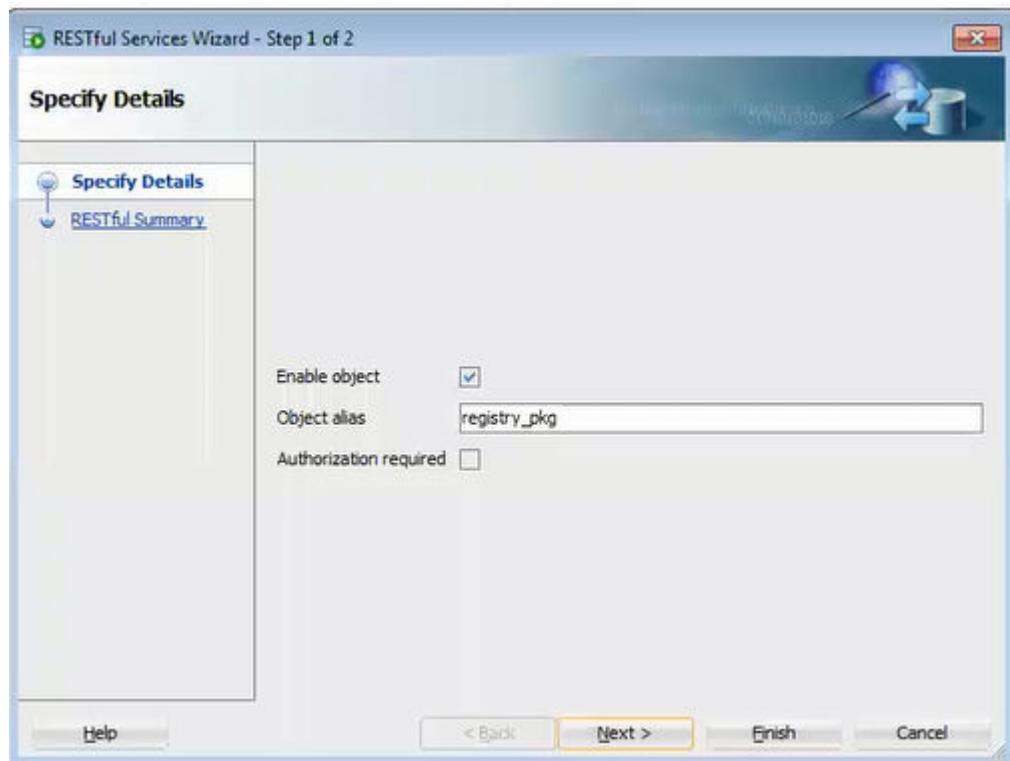 RESTful Services Wizard - Step 1 of 2
Specify Details
Specify Details
RESTful Summary
Enable object
Object alias registry_pkg
Authorization required
Help < Back Next > Finish Cancel